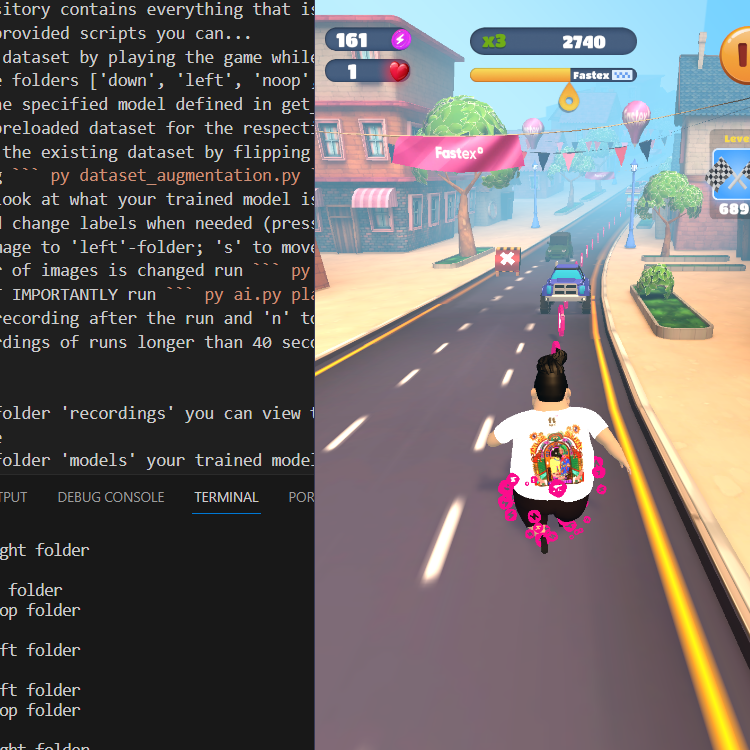 sitory contains everything that is
provided scripts you can...
dataset by playing the game while
e folders ['down', 'left', 'noop'
he specified model defined in get_
preloaded dataset for the respecti
the existing dataset by flipping
g ``` py dataset_augmentation.py
look at what your trained model is
d change labels when needed (press
mage to 'left'-folder; 's' to move
r of images is changed run ``` py
T IMPORTANTLY run ``` py ai.py pla
recording after the run and 'n' to
rdings of runs longer than 40 seco
folder 'recordings' you can view t
e
folder 'models' your trained model
TPUT DEBUG CONSOLE TERMINAL POR
ght folder
folder
op folder
ft folder
ft folder
op folder
ght folder
161
1
x3 2740
Fastex
Fastex
Leve
689